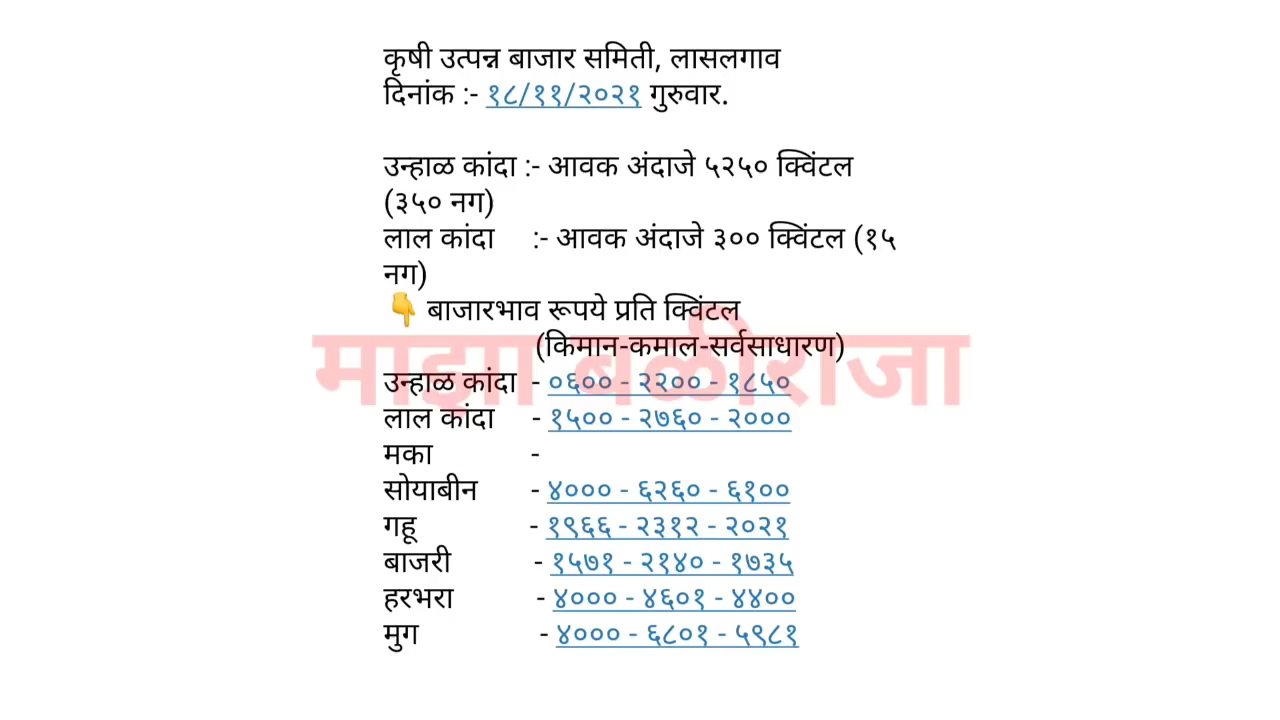 कृषी उत्पन्न बाजार समिती, लासलगाव
दिनांक :- १८/११/२०२१ गुरुवार.
उन्हाळ कांदा :- आवक अंदाजे ५२५० क्विंटल
(३५० नग)
लाल कांदा :- आवक अंदाजे ३०० क्विंटल (१५
नग)
👇 बाजारभाव रूपये प्रति क्विंटल
(किमान-कमाल-सर्वसाधारण)
माझा बळीराजा
उन्हाळ कांदा - ०६०० - २२०० - १८५०
लाल कांदा - १५०० - २७६० - २०००
मका -
सोयाबीन - ४००० - ६२६० - ६१००
गहू - १९६६ - २३१२ - २०२१
बाजरी - १५७१ - २१४० - १७३५
हरभरा - ४००० - ४६०१ - ४४००
मुग - ४००० - ६८०१ - ५९८१